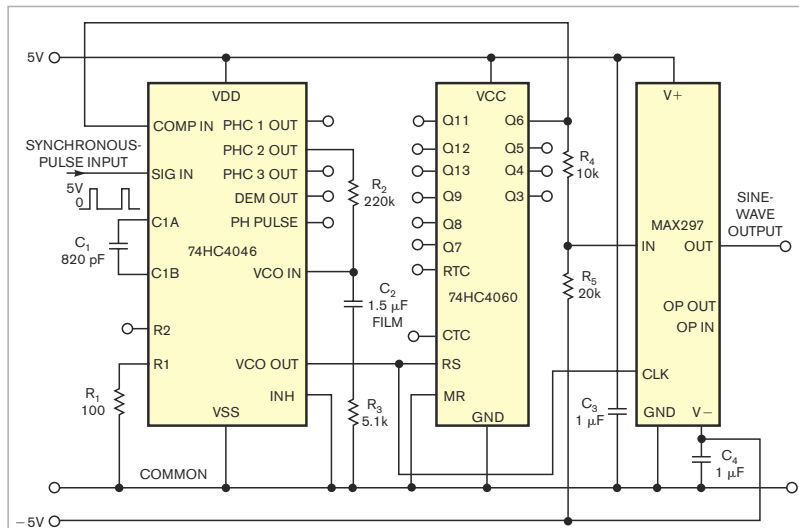 5V
VDD
COMP IN
PHC 1 OUT
SYNCHRONOUS-
PULSE INPUT
PHC 2 OUT
SIG IN
PHC 3 OUT
5V
0
DEM OUT
C1A
PH PULSE
C₁
820 pF
74HC4046
C1B
VCO IN
R2
R1
VCO OUT
R₁
100
INH
VSS
R₂
220k
C₂
1.5 µF
FILM
R₃
5.1k
VCC
Q11
Q6
Q12
Q5
Q13
Q4
Q9
Q3
Q8
Q7
RTC
74HC4060
CTC
RS
MR
GND
R₄
10k
R₅
20k
C₃
1 µF
V+
MAX297
IN
OUT
SINE-
WAVE
OUTPUT
OP OUT
OP IN
CLK
GND
V−
C₄
1 µF
COMMON
−5V